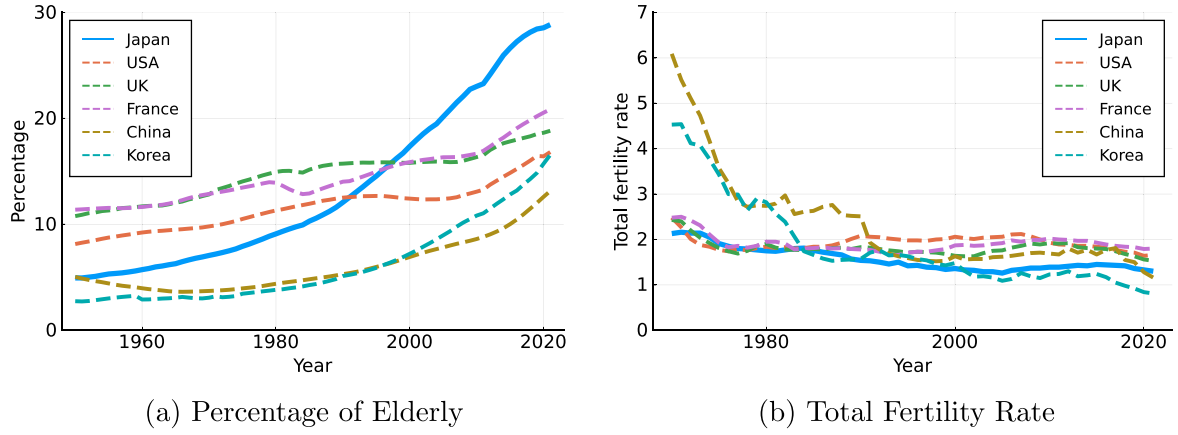 30
20
10
0
Percentage
Japan
USA
UK
France
China
Korea
1960 1980 2000 2020
Year
(a) Percentage of Elderly
7
6
5
4
3
2
1
0
Total fertility rate
Japan
USA
UK
France
China
Korea
1980 2000 2020
Year
(b) Total Fertility Rate